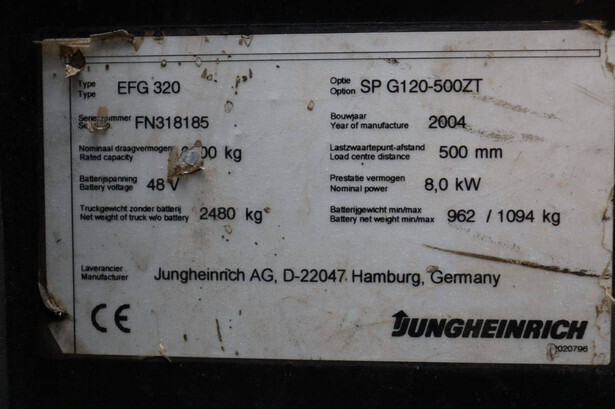 Type EFG 320 Optie SP G120-500ZT
Type Option
FN318185 Bouwjaar 2004
Year of manufacture
Nominaal draagvermogen kg Lastzwaartepunt-afstand 500 mm
Rated capacity Load centre distance
Batterijspanning 48 V Prestatie vermogen 8,0 kW
Battery voltage Nominal power
Truckgewicht zonder batterij 2480 kg Batterijgewicht min/max 962 / 1094 kg
Net weight of truck w/o battery Battery net weight min/max
Leverancier Jungheinrich AG, D-22047 Hamburg, Germany
Manufacturer
CE JUNGHEINRICH